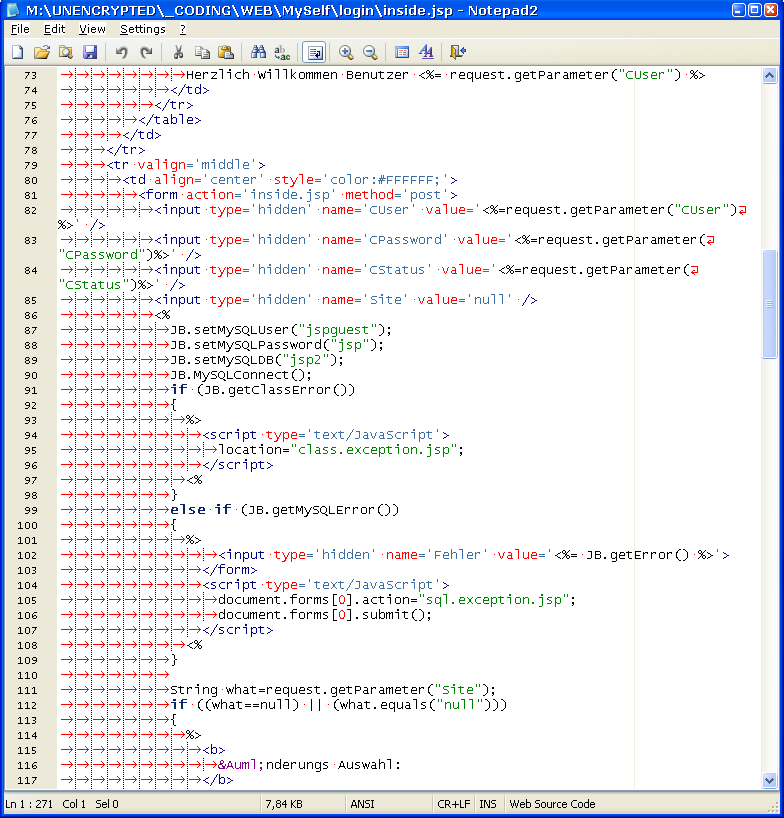 M:\UNENCRYPTED\_CODING\WEB\MySelf\login\inside.jsp - Notepad2
File Edit View Settings ?
73 Herzlich Willkommen Benutzer <%= request.getParameter("CUser") %>
74 </td>
75 </tr>
76 </table>
77 </td>
78 </tr>
79 <tr valign='middle'>
80 <td align='center' style='color:#FFFFFF;'>
81 <form action='inside.jsp' method='post'>
82 <input type='hidden' name='CUser' value='<%=request.getParameter("CUser")
%>' />
83 <input type='hidden' name='CPassword' value='<%=request.getParameter(
"CPassword")%>' />
84 <input type='hidden' name='CStatus' value='<%=request.getParameter(
"CStatus")%>' />
85 <input type='hidden' name='Site' value='null' />
86 <%
87 JB.setMySQLUser("jspguest");
88 JB.setMySQLPassword("jsp");
89 JB.setMySQLDB("jsp2");
90 JB.MySQLConnect();
91 if (JB.getClassError())
92 {
93 %>
94 <script type='text/JavaScript'>
95 location="class.exception.jsp";
96 </script>
97 <%
98 }
99 else if (JB.getMySQLError())
100 {
101 %>
102 <input type='hidden' name='Fehler' value='<%= JB.getError() %>'>
103 </form>
104 <script type='text/JavaScript'>
105 document.forms[0].action="sql.exception.jsp";
106 document.forms[0].submit();
107 </script>
108 <%
109 }
110
111 String what=request.getParameter("Site");
112 if ((what==null) || (what.equals("null")))
113 {
114 %>
115 <b>
116 &Auml;nderungs Auswahl:
117 </b>
Ln 1 : 271 Col 1 Sel 0 7,84 KB ANSI CR+LF INS Web Source Code